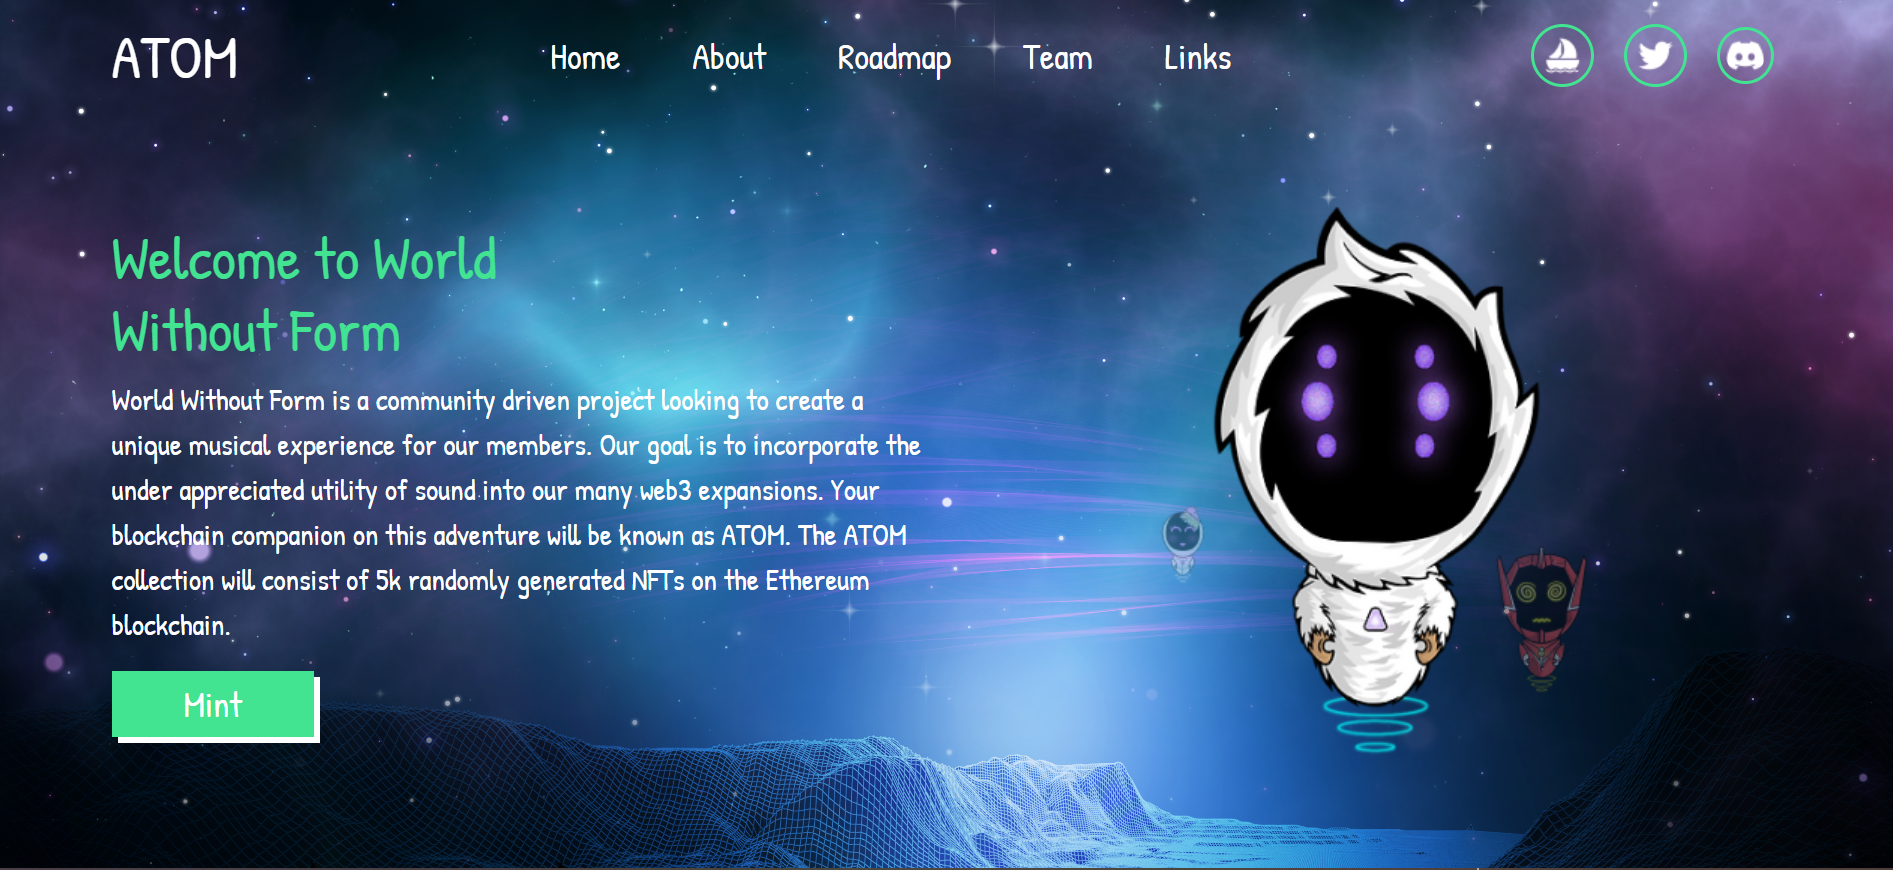 ATOM
Home About Roadmap Team Links
Welcome to World
Without Form
World Without Form is a community driven project looking to create a
unique musical experience for our members. Our goal is to incorporate the
under appreciated utility of sound into our many web3 expansions. Your
blockchain companion on this adventure will be known as ATOM. The ATOM
collection will consist of 5k randomly generated NFTs on the Ethereum
blockchain.
Mint